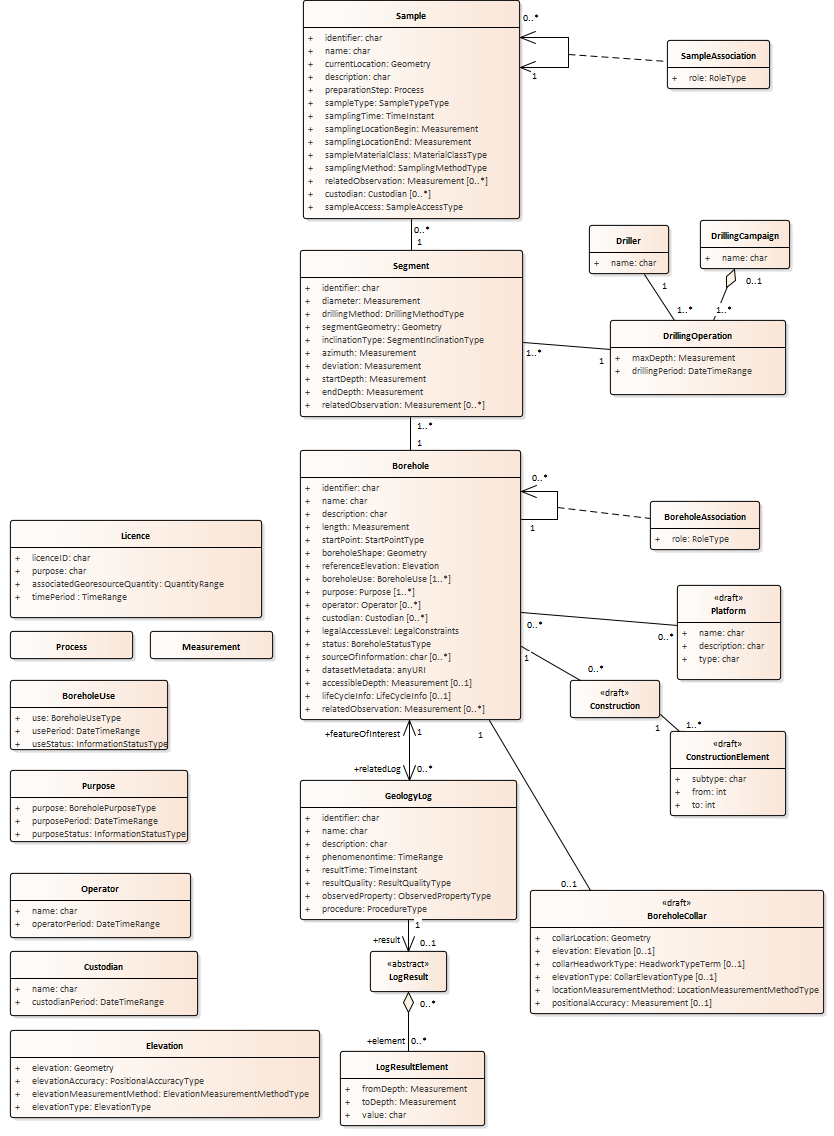 Sample
+ identifier: char
+ name: char
+ currentLocation: Geometry
+ description: char
+ preparationStep: Process
+ sampleType: SampleTypeType
+ samplingTime: TimeInstant
+ samplingLocationBegin: Measurement
+ samplingLocationEnd: Measurement
+ sampleMaterialClass: MaterialClassType
+ samplingMethod: SamplingMethodType
+ relatedObservation: Measurement [0..*]
+ custodian: Custodian [0..*]
+ sampleAccess: SampleAccessType
0..*
1
SampleAssociation
+ role: RoleType
0..*
1
Segment
+ identifier: char
+ diameter: Measurement
+ drillingMethod: DrillingMethodType
+ segmentGeometry: Geometry
+ inclinationType: SegmentInclinationType
+ azimuth: Measurement
+ deviation: Measurement
+ startDepth: Measurement
+ endDepth: Measurement
+ relatedObservation: Measurement [0..*]
Driller
+ name: char
DrillingCampaign
+ name: char
1
0..1
1..*
1..*
DrillingOperation
+ maxDepth: Measurement
+ drillingPeriod: DateTimeRange
1..*
1
1..*
1
Borehole
+ identifier: char
+ name: char
+ description: char
+ length: Measurement
+ startPoint: StartPointType
+ boreholeShape: Geometry
+ referenceElevation: Elevation
+ boreholeUse: BoreholeUse [1..*]
+ purpose: Purpose [1..*]
+ operator: Operator [0..*]
+ custodian: Custodian [0..*]
+ legalAccessLevel: LegalConstraints
+ status: BoreholeStatusType
+ sourceOfInformation: char [0..*]
+ datasetMetadata: anyURI
+ accessibleDepth: Measurement [0..1]
+ lifeCycleInfo: LifeCycleInfo [0..1]
+ relatedObservation: Measurement [0..*]
0..*
1
BoreholeAssociation
+ role: RoleType
0..*
0..*
«draft»
Platform
+ name: char
+ description: char
+ type: char
1
0..*
«draft»
Construction
1
1..*
«draft»
ConstructionElement
+ subtype: char
+ from: int
+ to: int
Licence
+ licenceID: char
+ purpose: char
+ associatedGeoresourceQuantity: QuantityRange
+ timePeriod : TimeRange
Process
Measurement
BoreholeUse
+ use: BoreholeUseType
+ usePeriod: DateTimeRange
+ useStatus: InformationStatusType
Purpose
+ purpose: BoreholePurposeType
+ purposePeriod: DateTimeRange
+ purposeStatus: InformationStatusType
Operator
+ name: char
+ operatorPeriod: DateTimeRange
Custodian
+ name: char
+ custodianPeriod: DateTimeRange
Elevation
+ elevation: Geometry
+ elevationAccuracy: PositionalAccuracyType
+ elevationMeasurementMethod: ElevationMeasurementMethodType
+ elevationType: ElevationType
+featureOfInterest 1
+relatedLog 0..*
1
0..1
GeologyLog
+ identifier: char
+ name: char
+ description: char
+ phenomenontime: TimeRange
+ resultTime: TimeInstant
+ resultQuality: ResultQualityType
+ observedProperty: ObservedPropertyType
+ procedure: ProcedureType
1
+result 0..1
«abstract»
LogResult
0..*
+element 0..*
LogResultElement
+ fromDepth: Measurement
+ toDepth: Measurement
+ value: char
«draft»
BoreholeCollar
+ collarLocation: Geometry
+ elevation: Elevation [0..1]
+ collarHeadworkType: HeadworkTypeTerm [0..1]
+ elevationType: CollarElevationType [0..1]
+ locationMeasurementMethod: LocationMeasurementMethodType
+ positionalAccuracy: Measurement [0..1]